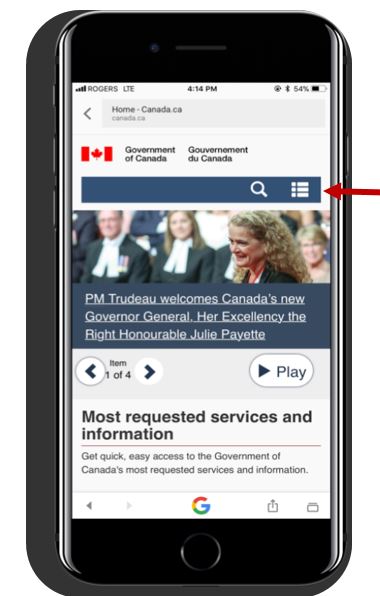 ROGERS LTE 4:14 PM 54%
Home - Canada.ca
canada.ca
Government Gouvernement
of Canada du Canada
PM Trudeau welcomes Canada's new
Governor General, Her Excellency the
Right Honourable Julie Payette
Item
1 of 4
Play
Most requested services and
information
Get quick, easy access to the Government of
Canada's most requested services and information.
G